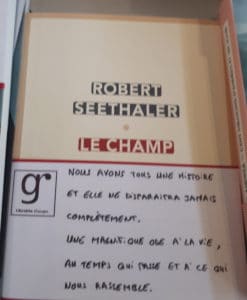 ROBERT
SEETHALER
LE CHAMP
gr
NOUS AVONS TOUS UNE HISTOIRE
ET ELLE NE DISPARAITRA JAMAIS
COMPLÈTEMENT.
UNE MAGNIFIQUE ODE A' LA VIE,
AU TEMPS QUI PASSE ET A' CE QUI
NOUS RASSEMBLE.